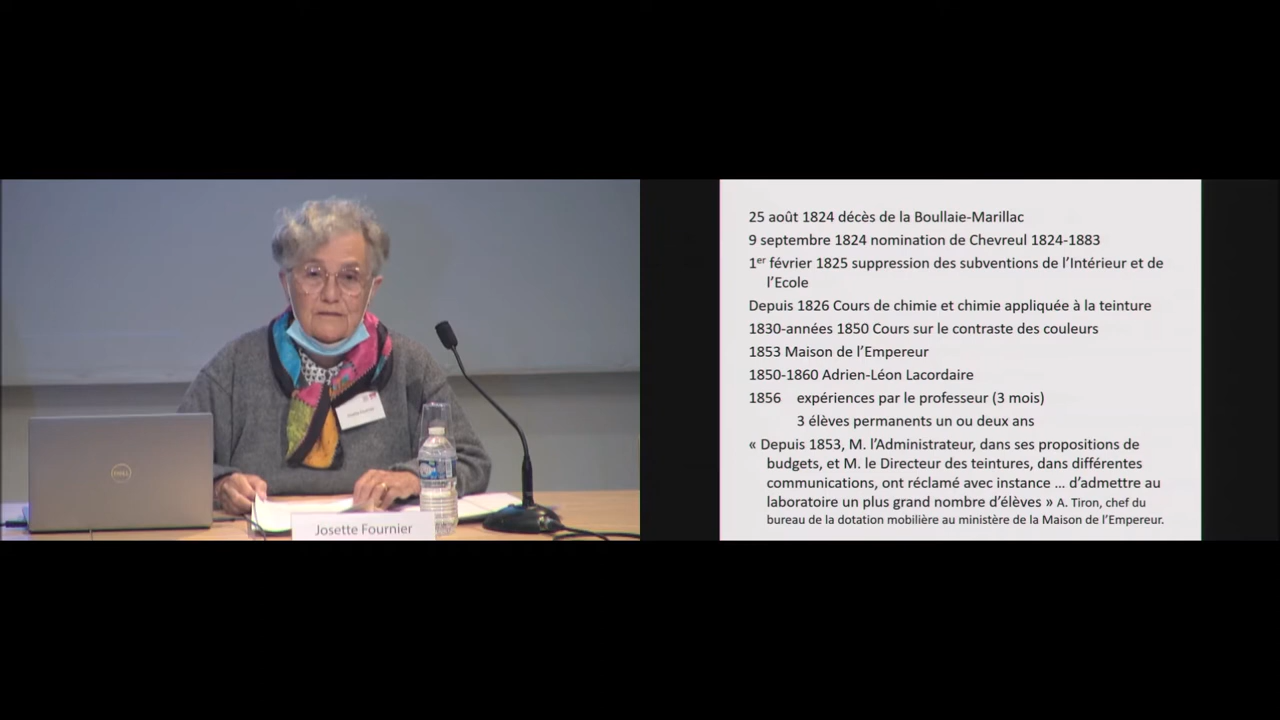 25 août 1824 décès de la Boullaie-Marillac
9 septembre 1824 nomination de Chevreul 1824-1883
1er février 1825 suppression des subventions de l’Intérieur et de
l’Ecole
Depuis 1826 Cours de chimie et chimie appliquée à la teinture
1830-années 1850 Cours sur le contraste des couleurs
1853 Maison de l’Empereur
1850-1860 Adrien-Léon Lacordaire
1856 expériences par le professeur (3 mois)
3 élèves permanents un ou deux ans
« Depuis 1853, M. l’Administrateur, dans ses propositions de
budgets, et M. le Directeur des teintures, dans différentes
communications, ont réclamé avec instance … d’admettre au
laboratoire un plus grand nombre d’élèves » A. Tiron, chef du
bureau de la dotation mobilière au ministère de la Maison de l’Empereur.
DELL
Josette Fournier